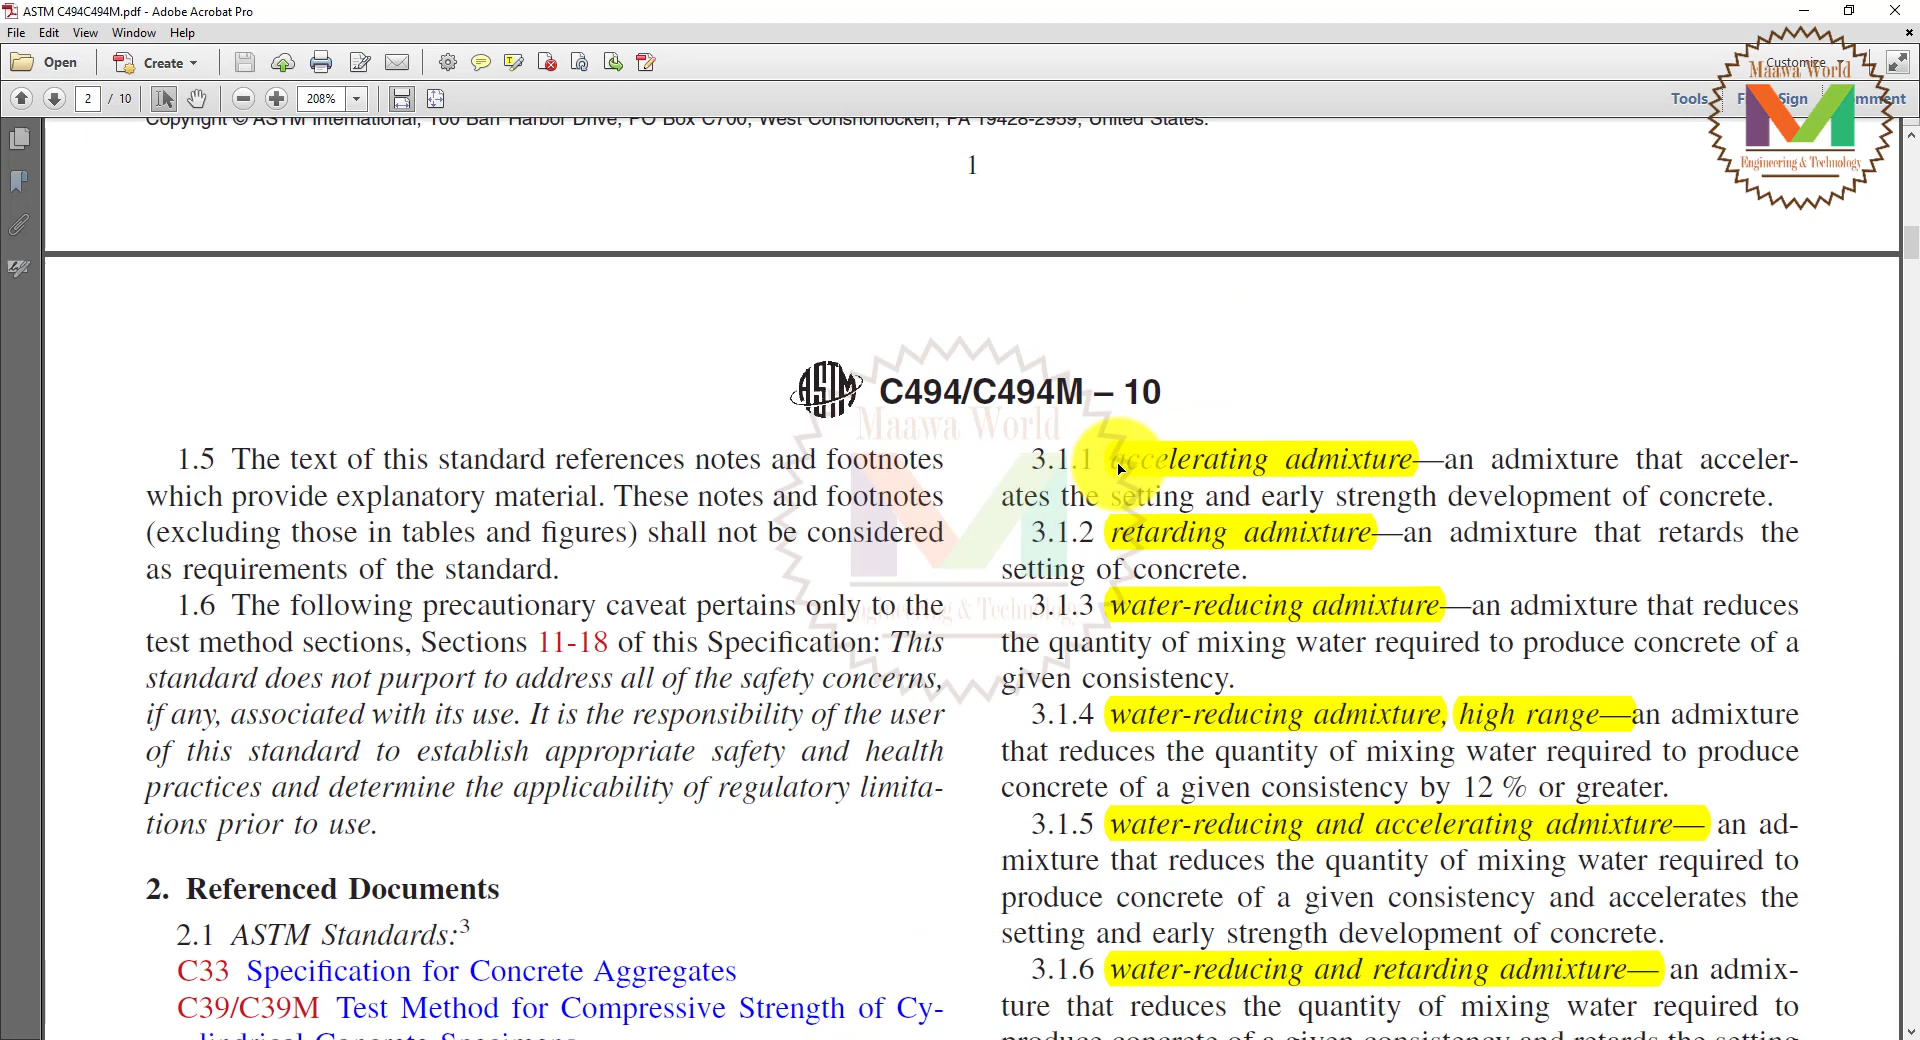 ASTM C494C494M.pdf - Adobe Acrobat Pro
File Edit View Window Help
Open Create Customize
2 / 10 208% Tools Sign
Maawa World
Engineering & Technology
Copyright © ASTM International, 100 Barr Harbor Drive, PO Box C700, West Conshohocken, PA 19428-2959, United States.
1
ASTM C494/C494M – 10
Maawa World
Engineering & Technology
1.5 The text of this standard references notes and footnotes
which provide explanatory material. These notes and footnotes
(excluding those in tables and figures) shall not be considered
as requirements of the standard.
1.6 The following precautionary caveat pertains only to the
test method sections, Sections 11-18 of this Specification: This
standard does not purport to address all of the safety concerns,
if any, associated with its use. It is the responsibility of the user
of this standard to establish appropriate safety and health
practices and determine the applicability of regulatory limita-
tions prior to use.
2. Referenced Documents
2.1 ASTM Standards:3
C33 Specification for Concrete Aggregates
C39/C39M Test Method for Compressive Strength of Cy-
lindrical Concrete Specimens
3.1.1 accelerating admixture—an admixture that acceler-
ates the setting and early strength development of concrete.
3.1.2 retarding admixture—an admixture that retards the
setting of concrete.
3.1.3 water-reducing admixture—an admixture that reduces
the quantity of mixing water required to produce concrete of a
given consistency.
3.1.4 water-reducing admixture, high range—an admixture
that reduces the quantity of mixing water required to produce
concrete of a given consistency by 12 % or greater.
3.1.5 water-reducing and accelerating admixture— an ad-
mixture that reduces the quantity of mixing water required to
produce concrete of a given consistency and accelerates the
setting and early strength development of concrete.
3.1.6 water-reducing and retarding admixture— an admix-
ture that reduces the quantity of mixing water required to
produce concrete of a given consistency and retards the setting